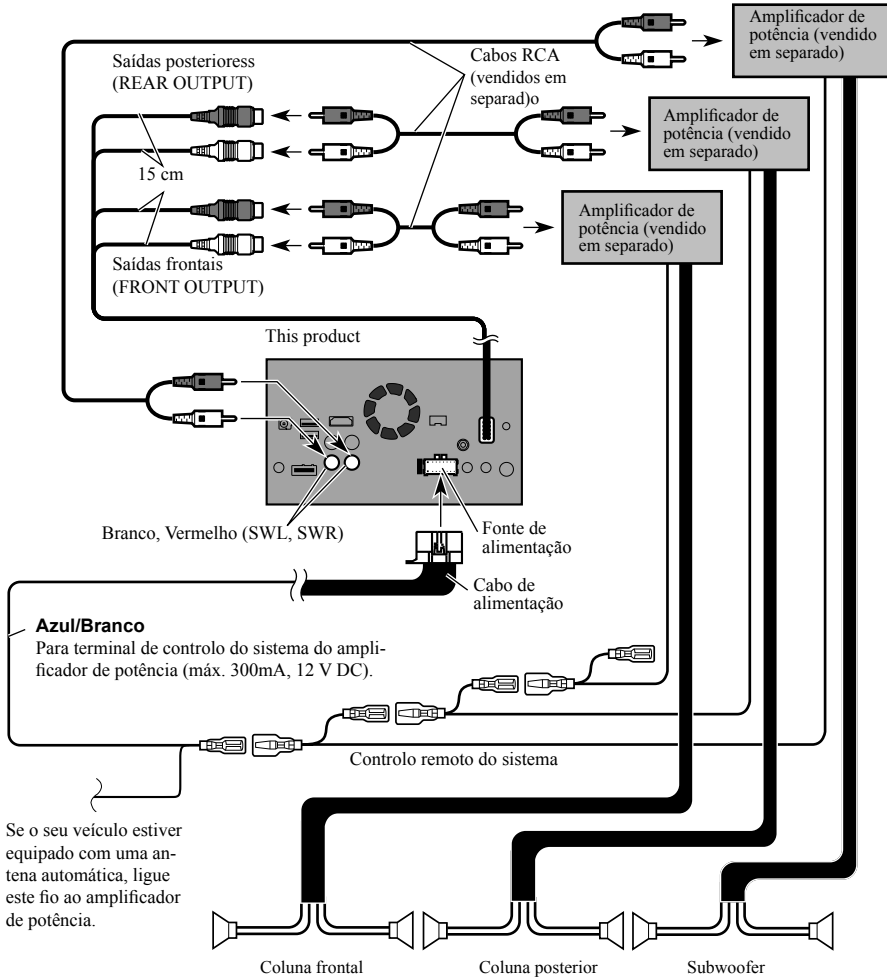 Amplificador de
potência (vendido
em separado)
Saídas posterioress
(REAR OUTPUT)
Cabos RCA
(vendidos em
separad)o
Amplificador de
potência (vendido
em separado)
15 cm
Amplificador de
potência (vendido
em separado)
Saídas frontais
(FRONT OUTPUT)
This product
Branco, Vermelho (SWL, SWR)
Fonte de
alimentação
Cabo de
alimentação
Azul/Branco
Para terminal de controlo do sistema do ampli-
ficador de potência (máx. 300mA, 12 V DC).
Controlo remoto do sistema
Se o seu veículo estiver
equipado com uma an-
tena automática, ligue
este fio ao amplificador
de potência.
Coluna frontal
Coluna posterior
Subwoofer